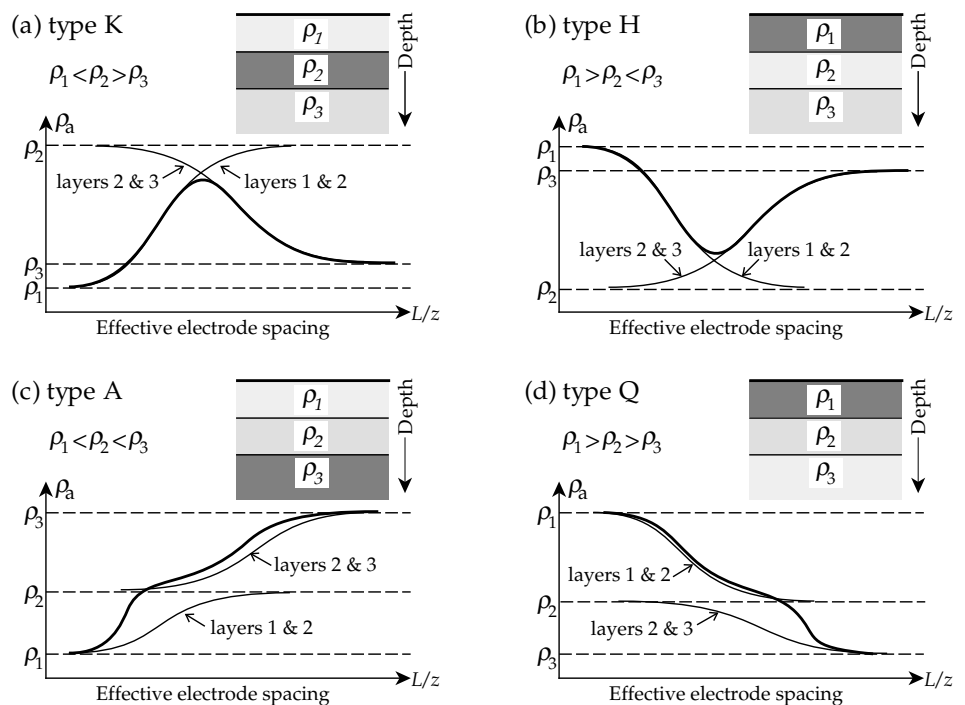 (a) type K
ρ1 < ρ2 > ρ3
ρ1
ρ2
ρ3
Depth
ρa
ρ2
ρ3
ρ1
layers 2 & 3
layers 1 & 2
L/z
Effective electrode spacing
(b) type H
ρ1 > ρ2 < ρ3
ρ1
ρ2
ρ3
Depth
ρa
ρ1
ρ3
ρ2
layers 2 & 3
layers 1 & 2
L/z
Effective electrode spacing
(c) type A
ρ1 < ρ2 < ρ3
ρ1
ρ2
ρ3
Depth
ρa
ρ3
ρ2
ρ1
layers 2 & 3
layers 1 & 2
L/z
Effective electrode spacing
(d) type Q
ρ1 > ρ2 > ρ3
ρ1
ρ2
ρ3
Depth
ρa
ρ1
ρ2
ρ3
layers 1 & 2
layers 2 & 3
L/z
Effective electrode spacing